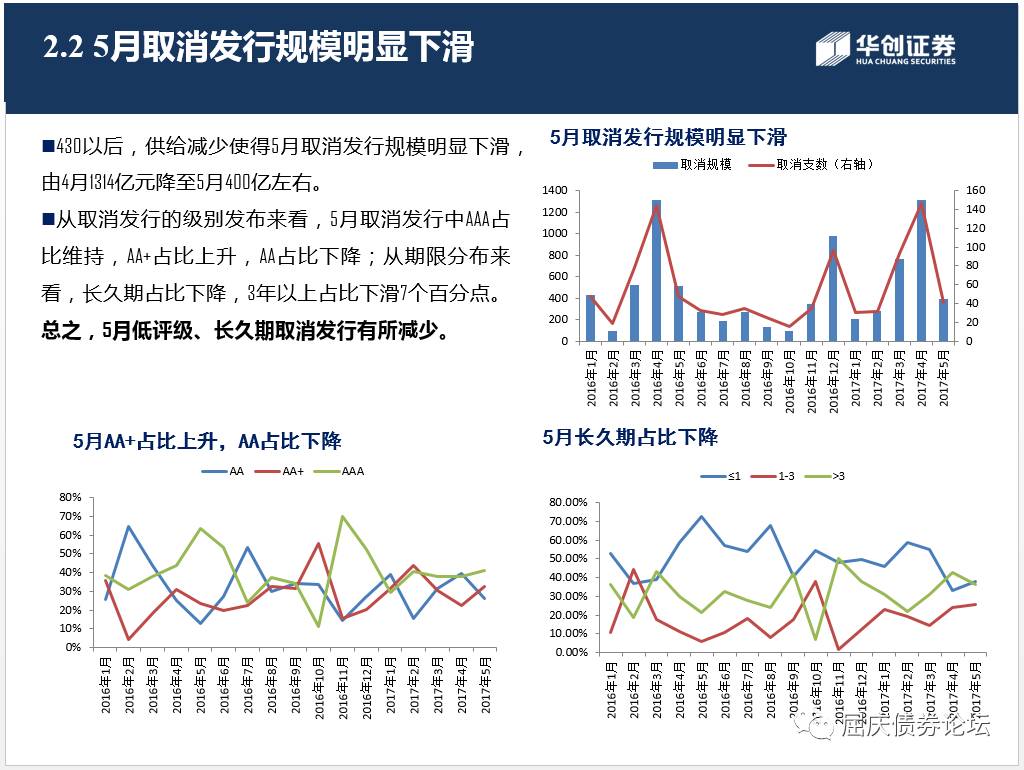 2.2 5月取消发行规模明显下滑
华创证券
HUA CHUANG SECURITIES
■430以后，供给减少使得5月取消发行规模明显下滑，
由4月1314亿元降至5月400亿左右。
■从取消发行的级别发布来看，5月取消发行中AAA占
比维持，AA+占比上升，AA占比下降；从期限分布来
看，长久期占比下降，3年以上占比下滑7个百分点。
总之，5月低评级、长久期取消发行有所减少。
5月取消发行规模明显下滑
取消规模 取消支数（右轴）
1400 160
1200 140
1000 120
800 100
600 80
400 60
200 40
0 20
0
2016年1月 2016年2月 2016年3月 2016年4月 2016年5月 2016年6月 2016年7月 2016年8月 2016年9月 2016年10月 2016年11月 2016年12月 2017年1月 2017年2月 2017年3月 2017年4月 2017年5月
5月AA+占比上升，AA占比下降
AA AA+ AAA
80%
70%
60%
50%
40%
30%
20%
10%
0%
2016年1月 2016年2月 2016年3月 2016年4月 2016年5月 2016年6月 2016年7月 2016年8月 2016年9月 2016年10月 2016年11月 2016年12月 2017年1月 2017年2月 2017年3月 2017年4月 2017年5月
5月长久期占比下降
≤1 1-3 >3
80.00%
70.00%
60.00%
50.00%
40.00%
30.00%
20.00%
10.00%
0.00%
2016年1月 2016年2月 2016年3月 2016年4月 2016年5月 2016年6月 2016年7月 2016年8月 2016年9月 2016年10月 2016年11月 2016年12月 2017年1月 2017年2月 2017年3月 2017年4月 2017年5月
屈庆债券论坛